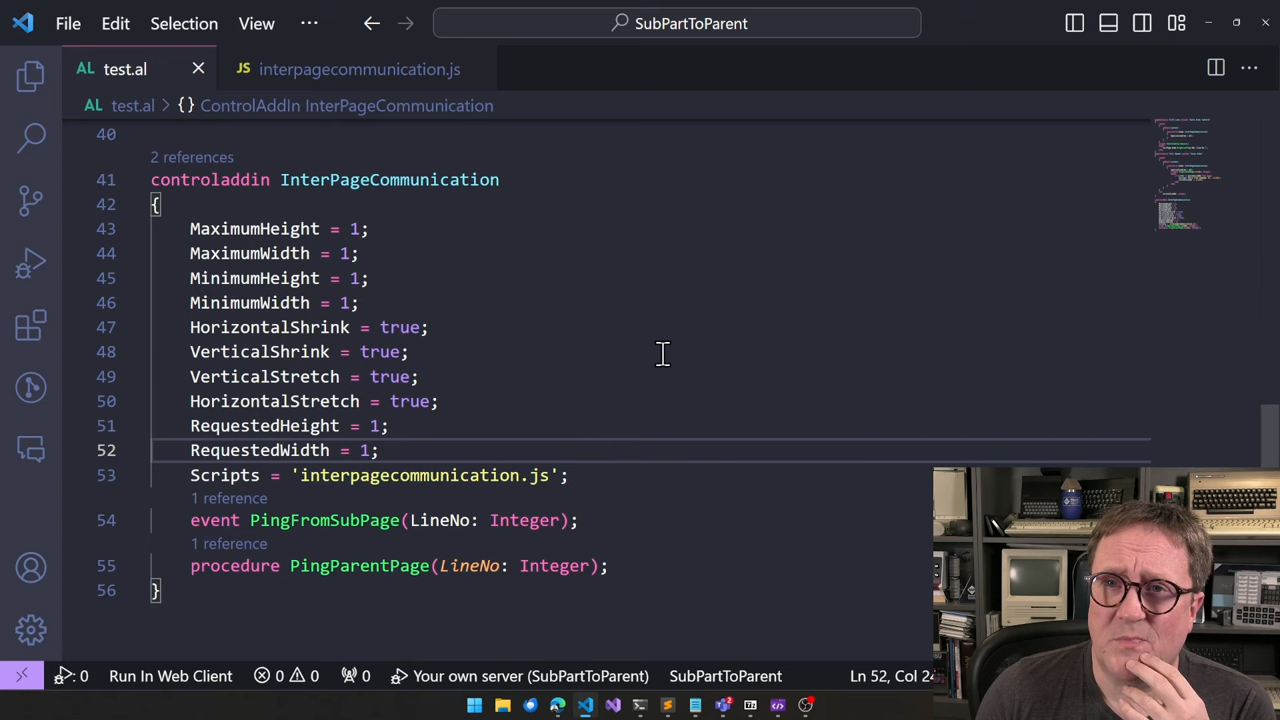 File Edit Selection View ··· SubPartToParent
AL test.al JS interpagecommunication.js
AL test.al > {} ControlAddIn InterPageCommunication
40
2 references
41 controladdin InterPageCommunication
42 {
43 MaximumHeight = 1;
44 MaximumWidth = 1;
45 MinimumHeight = 1;
46 MinimumWidth = 1;
47 HorizontalShrink = true;
48 VerticalShrink = true;
49 VerticalStretch = true;
50 HorizontalStretch = true;
51 RequestedHeight = 1;
52 RequestedWidth = 1;
53 Scripts = 'interpagecommunication.js';
1 reference
54 event PingFromSubPage(LineNo: Integer);
1 reference
55 procedure PingParentPage(LineNo: Integer);
56 }
0 Run In Web Client 0 0 0 Your own server (SubPartToParent) SubPartToParent Ln 52, Col 24